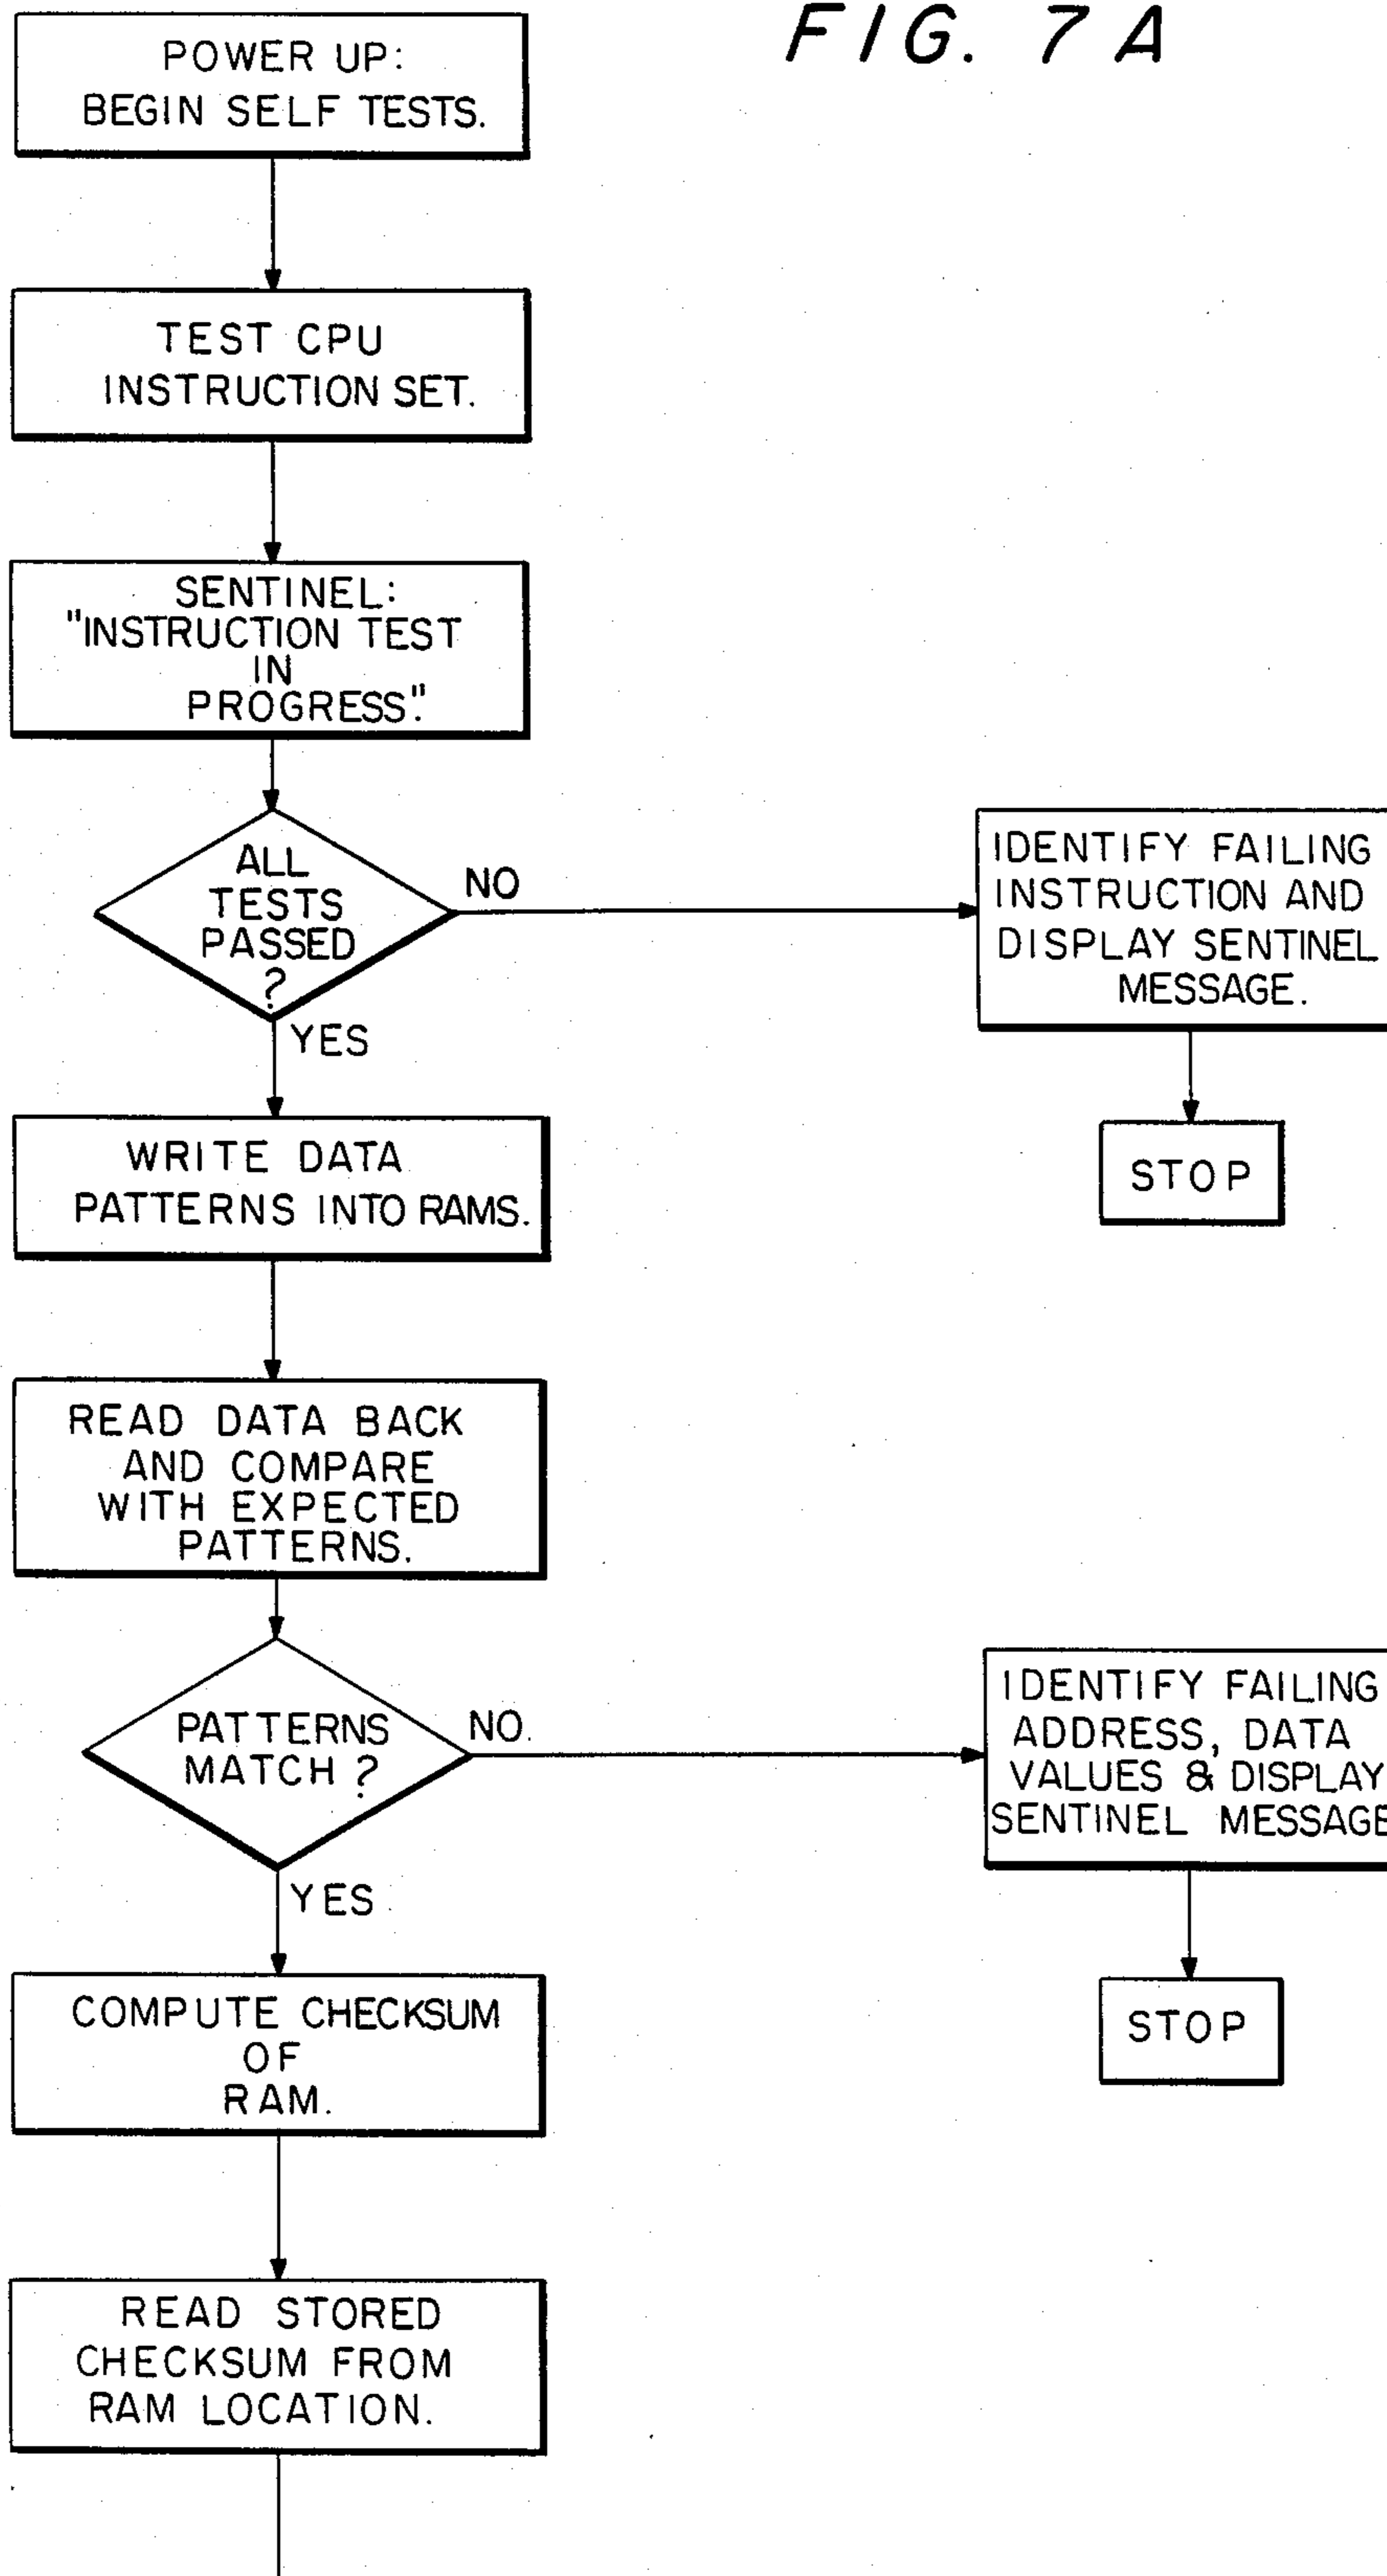 FIG. 7A
POWER UP:
BEGIN SELF TESTS.
TEST CPU
INSTRUCTION SET.
SENTINEL:
"INSTRUCTION TEST
IN
PROGRESS".
ALL
TESTS
PASSED
?
NO
YES
IDENTIFY FAILING
INSTRUCTION AND
DISPLAY SENTINEL
MESSAGE.
STOP
WRITE DATA
PATTERNS INTO RAMS.
READ DATA BACK
AND COMPARE
WITH EXPECTED
PATTERNS.
PATTERNS
MATCH ?
NO
YES
IDENTIFY FAILING
ADDRESS, DATA
VALUES & DISPLAY
SENTINEL MESSAGE
STOP
COMPUTE CHECKSUM
OF
RAM.
READ STORED
CHECKSUM FROM
RAM LOCATION.